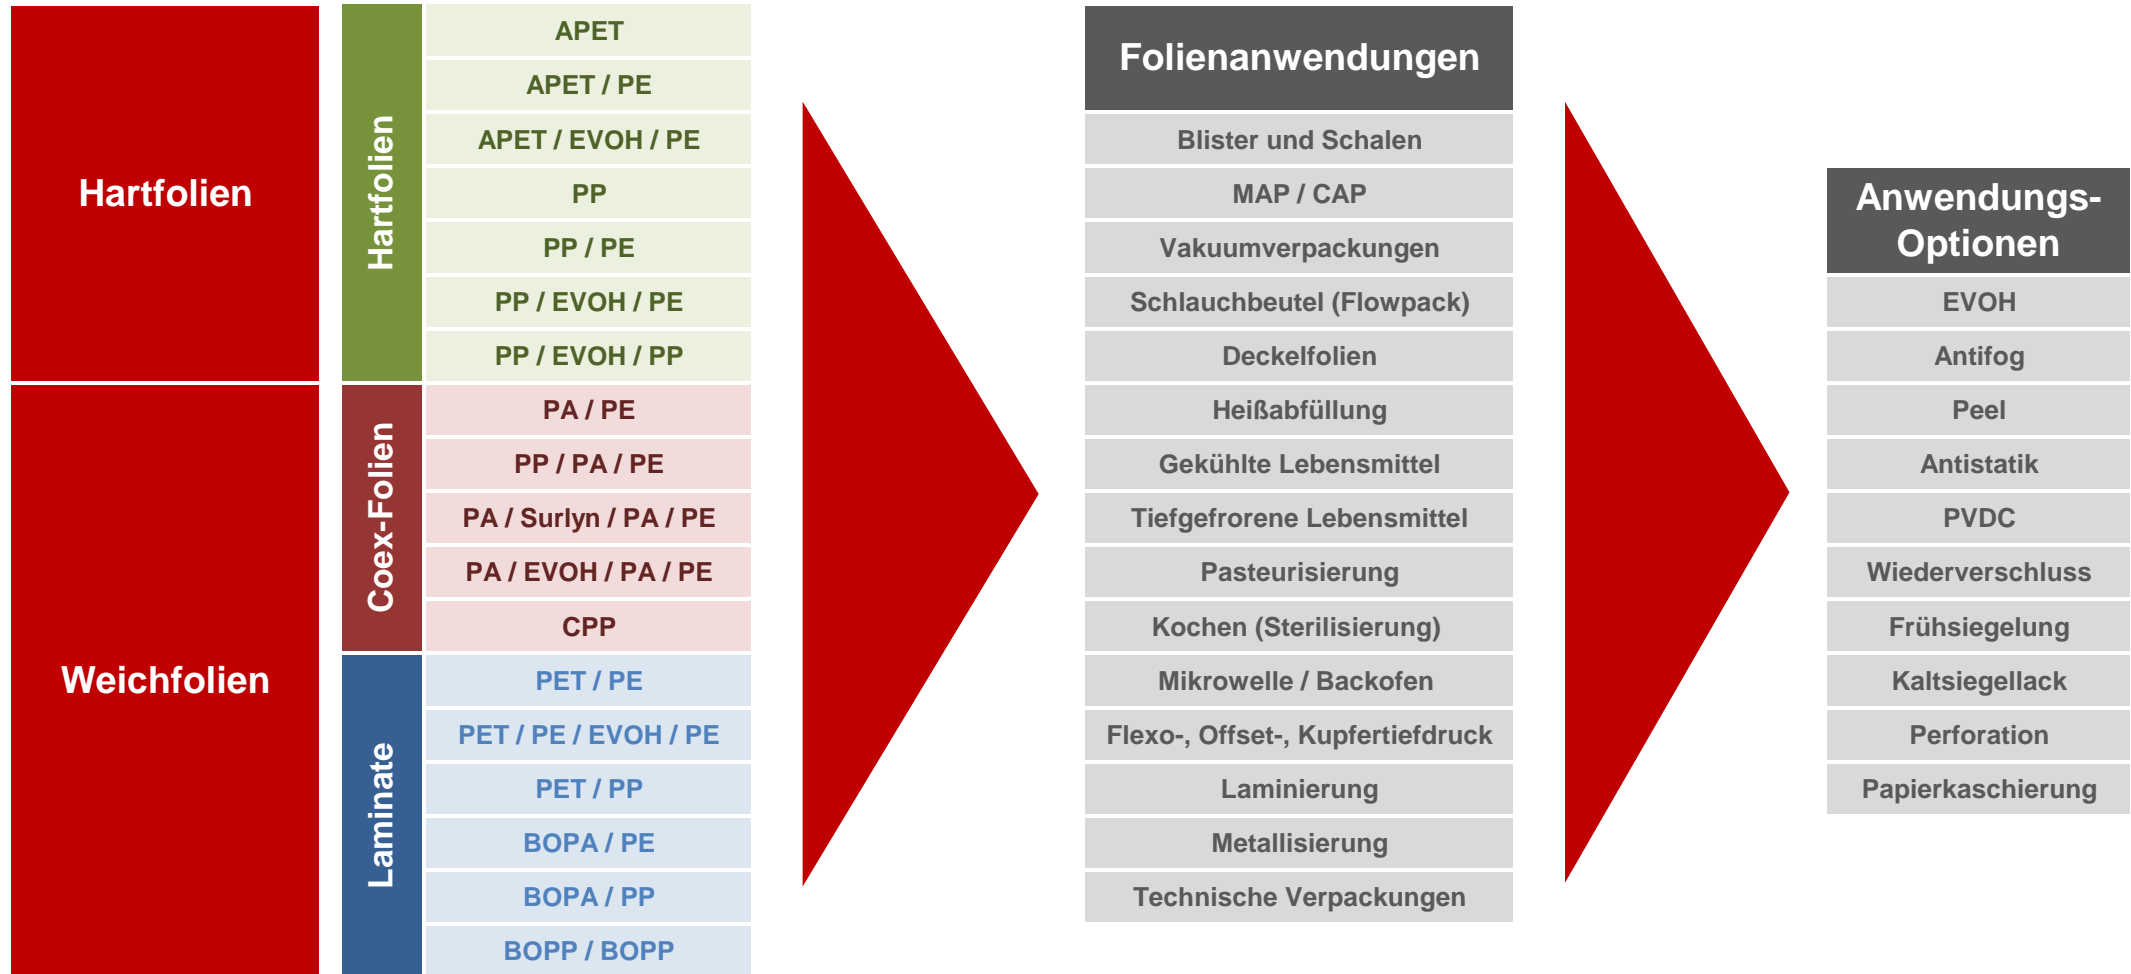 Hartfolien
Weichfolien
Hartfolien
APET
APET / PE
APET / EVOH / PE
PP
PP / PE
PP / EVOH / PE
PP / EVOH / PP
Coex-Folien
PA / PE
PP / PA / PE
PA / Surlyn / PA / PE
PA / EVOH / PA / PE
CPP
Laminate
PET / PE
PET / PE / EVOH / PE
PET / PP
BOPA / PE
BOPA / PP
BOPP / BOPP
Folienanwendungen
Blister und Schalen
MAP / CAP
Vakuumverpackungen
Schlauchbeutel (Flowpack)
Deckelfolien
Heißabfüllung
Gekühlte Lebensmittel
Tiefgefrorene Lebensmittel
Pasteurisierung
Kochen (Sterilisierung)
Mikrowelle / Backofen
Flexo-, Offset-, Kupfertiefdruck
Laminierung
Metallisierung
Technische Verpackungen
Anwendungs-
Optionen
EVOH
Antifog
Peel
Antistatik
PVDC
Wiederverschluss
Frühsiegelung
Kaltsiegellack
Perforation
Papierkaschierung